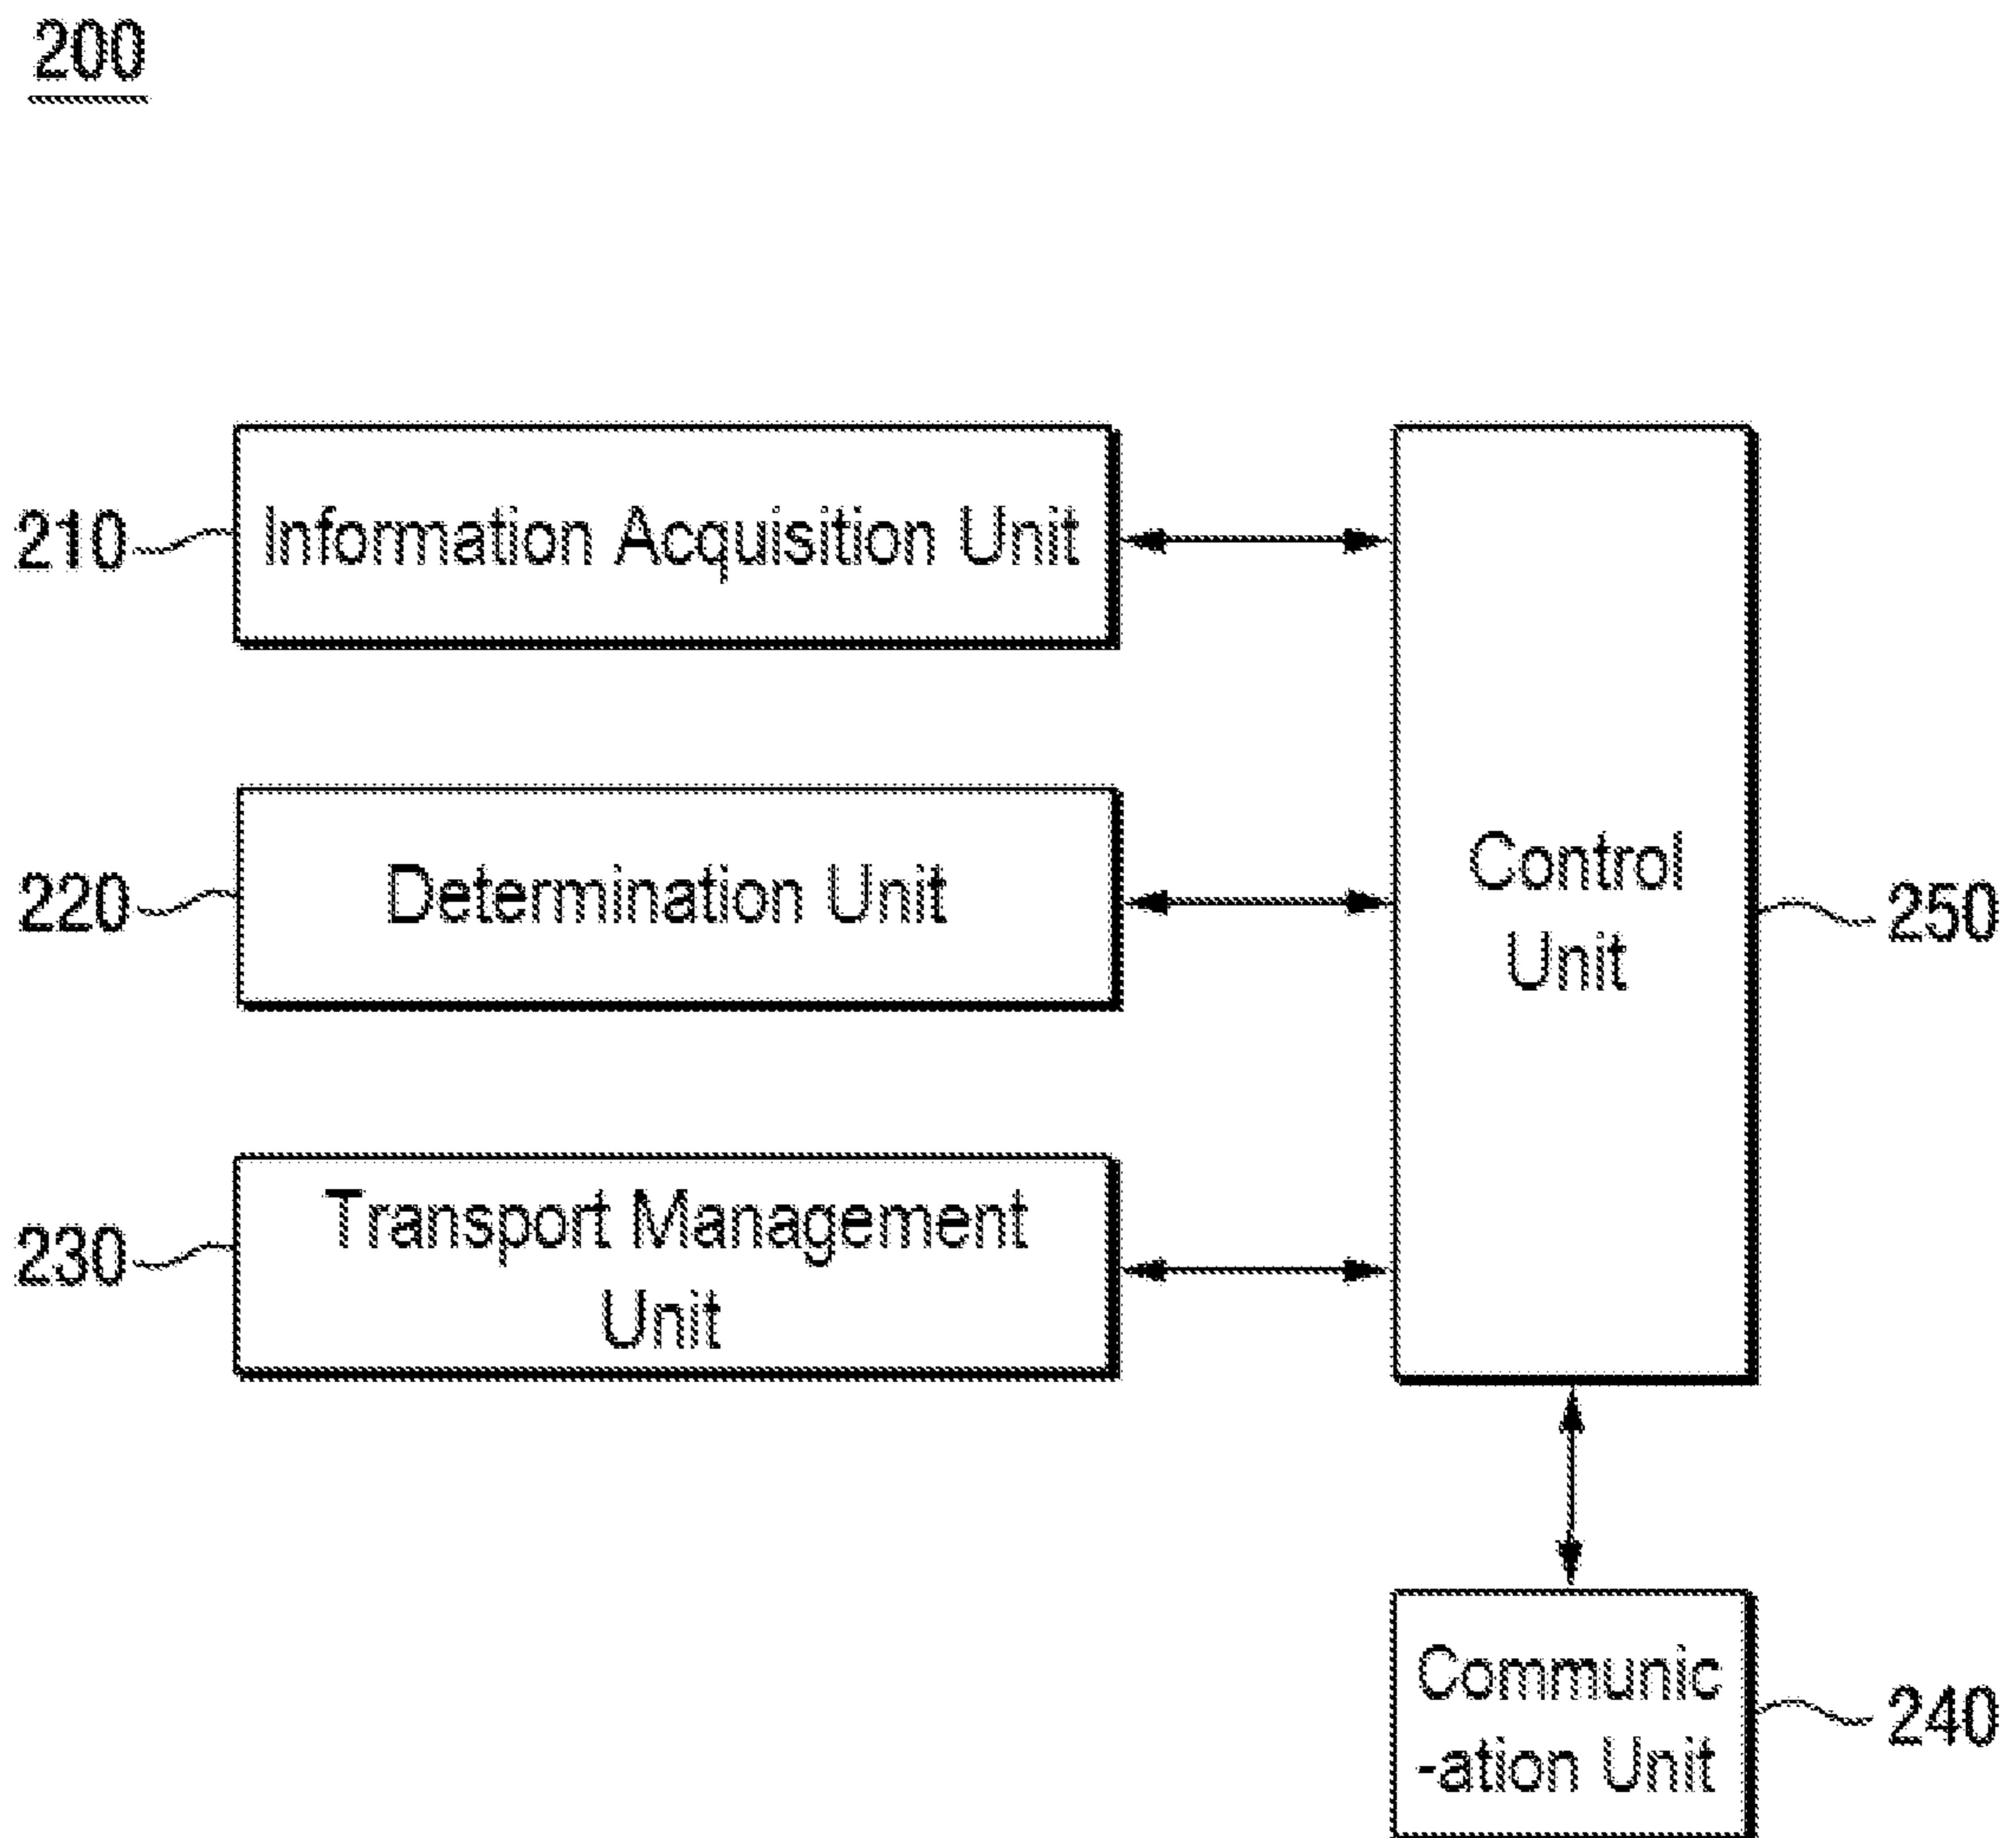 200
210
Information Acquisition Unit
220
Determination Unit
Control
Unit
250
230
Transport Management
Unit
Communic
-ation Unit
240